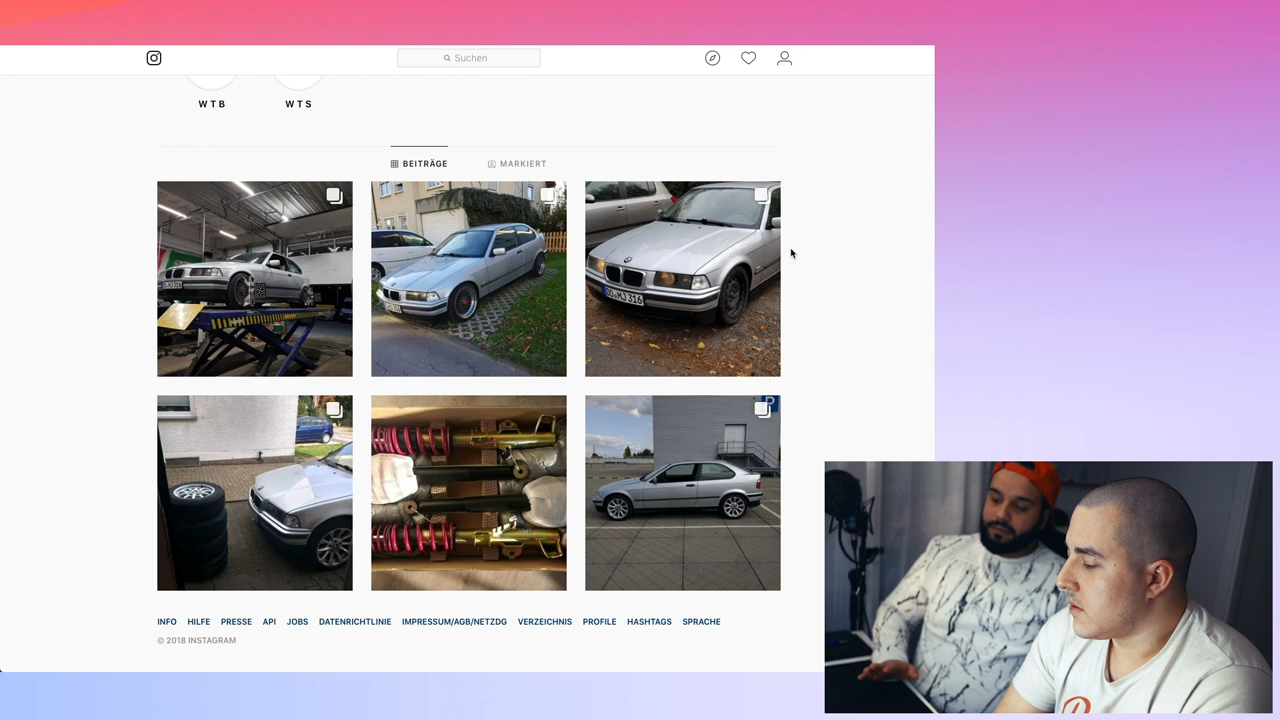 Suchen
WTB WTS
BEITRÄGE MARKIERT
P
INFO HILFE PRESSE API JOBS DATENRICHTLINIE IMPRESSUM/AGB/NETZDG VERZEICHNIS PROFILE HASHTAGS SPRACHE
© 2018 INSTAGRAM